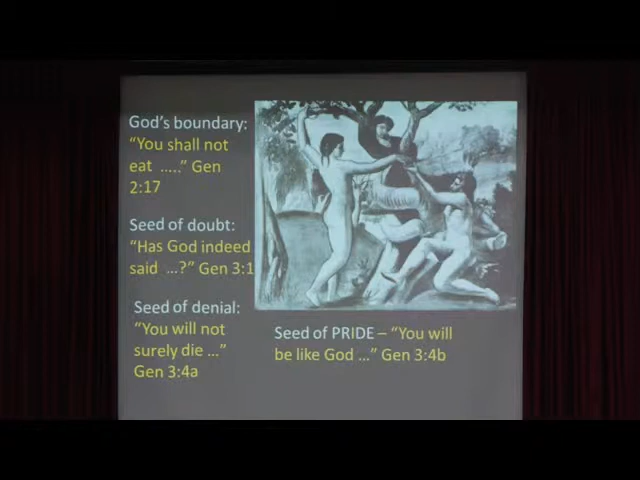 God's boundary:
"You shall not
eat ….." Gen
2:17
Seed of doubt:
"Has God indeed
said …?" Gen 3:1
Seed of denial:
"You will not
surely die …"
Gen 3:4a
Seed of PRIDE – "You will
be like God …" Gen 3:4b